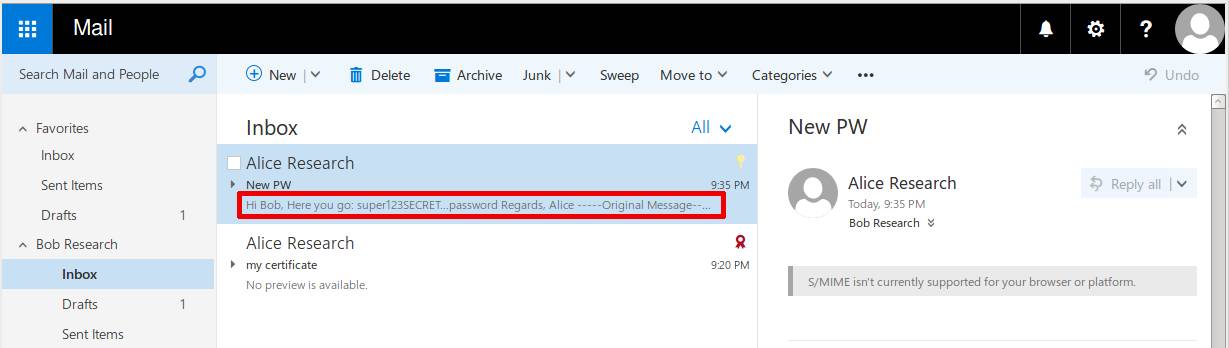 Mail
?
Search Mail and People
New
Delete
Archive
Junk
Sweep
Move to
Categories
...
Undo
Favorites
Inbox
Sent Items
Drafts 1
Bob Research
Inbox
Drafts 1
Sent Items
Inbox
All
Alice Research
New PW 9:35 PM
Hi Bob, Here you go: super123SECRET...password Regards, Alice -----Original Message--...
Alice Research
my certificate 9:20 PM
No preview is available.
New PW
Alice Research
Reply all
Today, 9:35 PM
Bob Research
S/MIME isn't currently supported for your browser or platform.